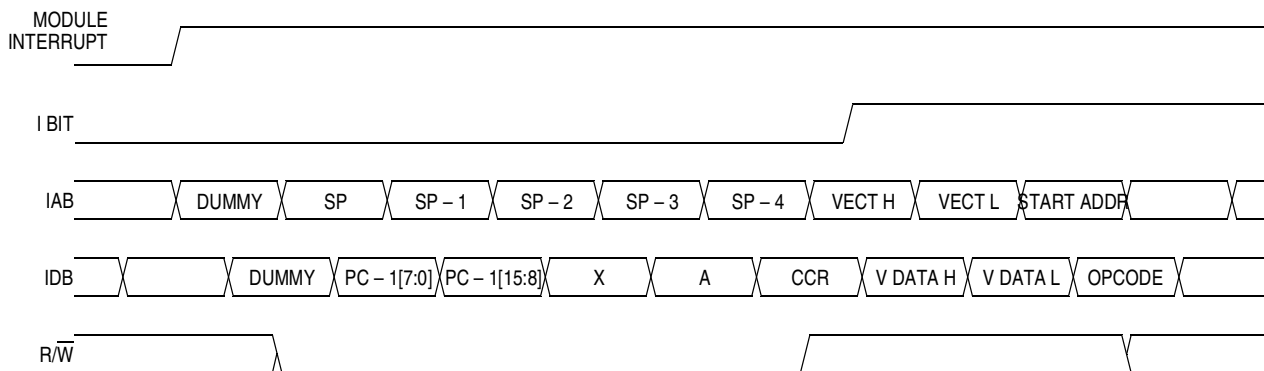 MODULE
INTERRUPT
I BIT
IAB DUMMY SP SP – 1 SP – 2 SP – 3 SP – 4 VECT H VECT L START ADDR
IDB DUMMY PC – 1[7:0] PC – 1[15:8] X A CCR V DATA H V DATA L OPCODE
R/W̅